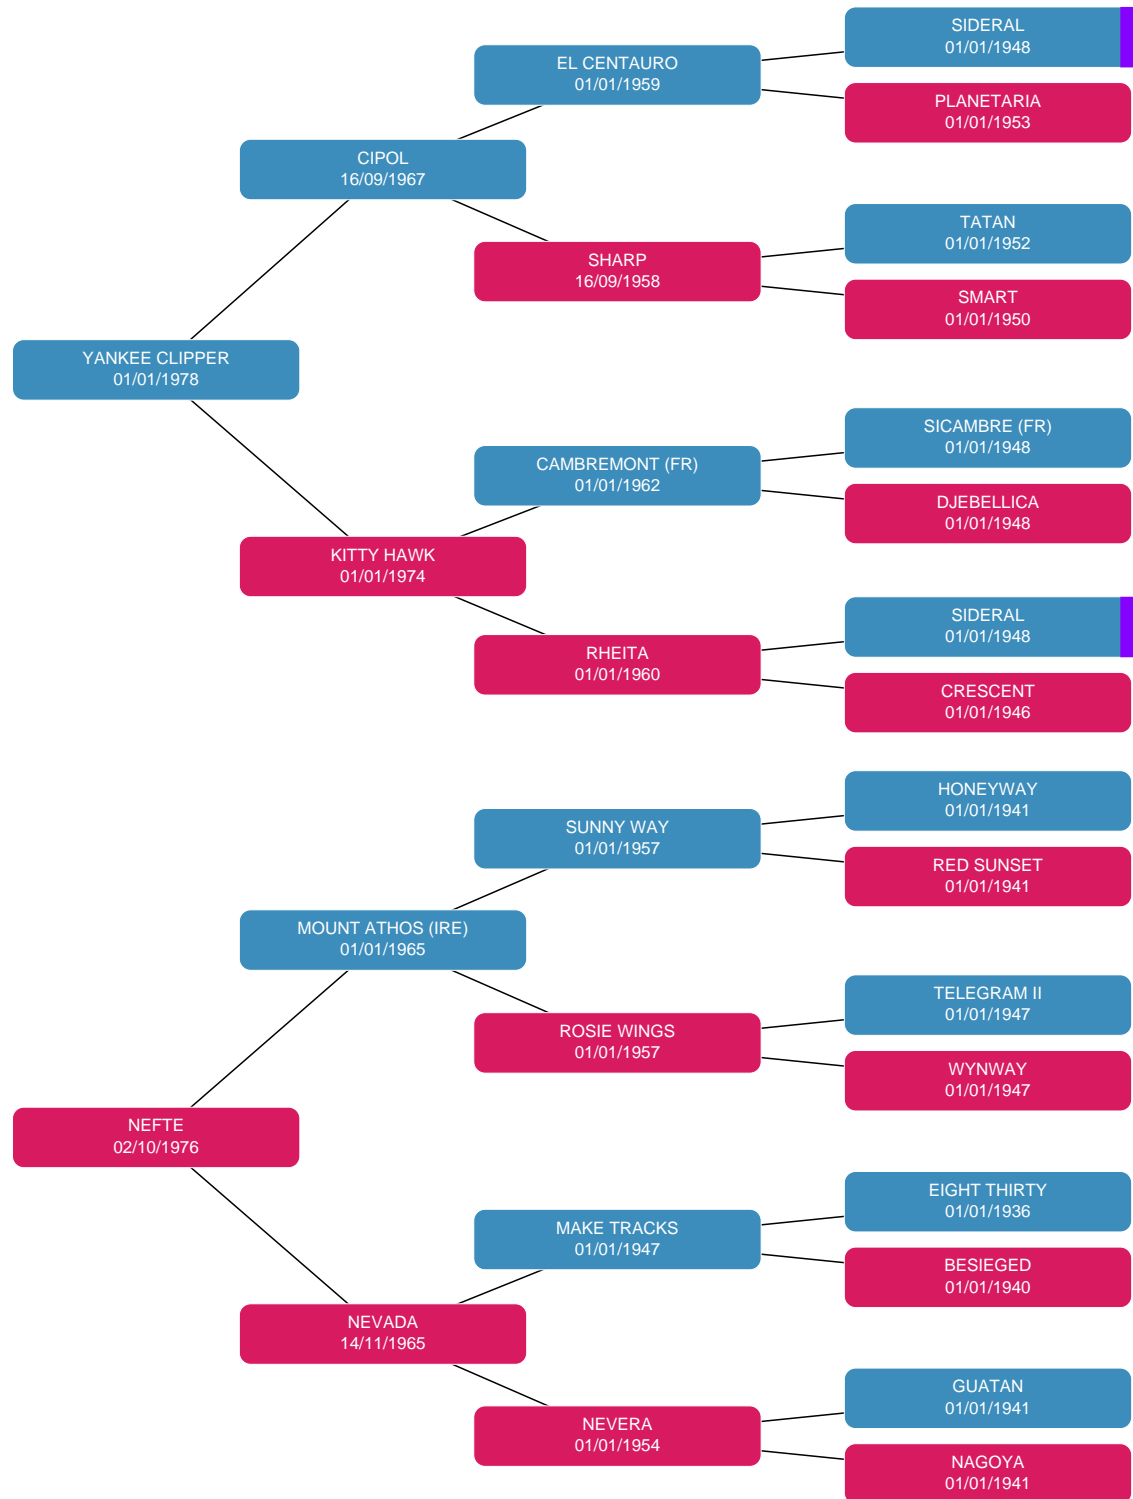 SIDERAL
01/01/1948
EL CENTAURO
01/01/1959
PLANETARIA
01/01/1953
CIPOL
16/09/1967
TATAN
01/01/1952
SHARP
16/09/1958
SMART
01/01/1950
YANKEE CLIPPER
01/01/1978
SICAMBRE (FR)
01/01/1948
CAMBREMONT (FR)
01/01/1962
DJEBELLICA
01/01/1948
KITTY HAWK
01/01/1974
SIDERAL
01/01/1948
RHEITA
01/01/1960
CRESCENT
01/01/1946
HONEYWAY
01/01/1941
SUNNY WAY
01/01/1957
RED SUNSET
01/01/1941
MOUNT ATHOS (IRE)
01/01/1965
TELEGRAM II
01/01/1947
ROSIE WINGS
01/01/1957
WYNWAY
01/01/1947
NEFTE
02/10/1976
EIGHT THIRTY
01/01/1936
MAKE TRACKS
01/01/1947
BESIEGED
01/01/1940
NEVADA
14/11/1965
GUATAN
01/01/1941
NEVERA
01/01/1954
NAGOYA
01/01/1941